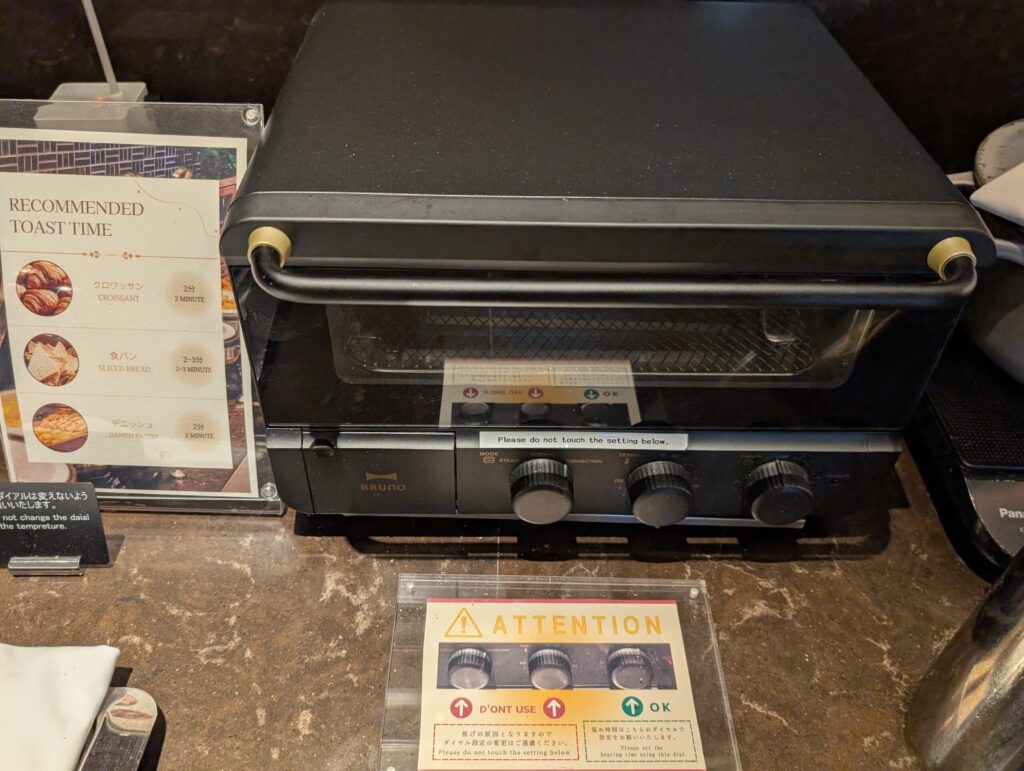 RECOMMENDED
TOAST TIME
クロワッサン
CROISSANT
2分
2 MINUTE
食パン
SLICED BREAD
2-3分
2-3 MINUTE
デニッシュ
DANISH PASTRY
2分
2 MINUTE
ダイアルは変えないよう
いいたします。
not change the daial
the tempreture.
Please do not touch the setting below.
MODE
STEAM
CONVECTION
TEMP
BRUNO
Pana
ATTENTION
D'ONT USE
OK
焦げの原因となりますので
ダイヤル設定の変更はご遠慮ください。
Please do not touch the setting below
温め時間はこちらのダイヤルで
設定をお願いいたします。
Please set the
heating time using this dial